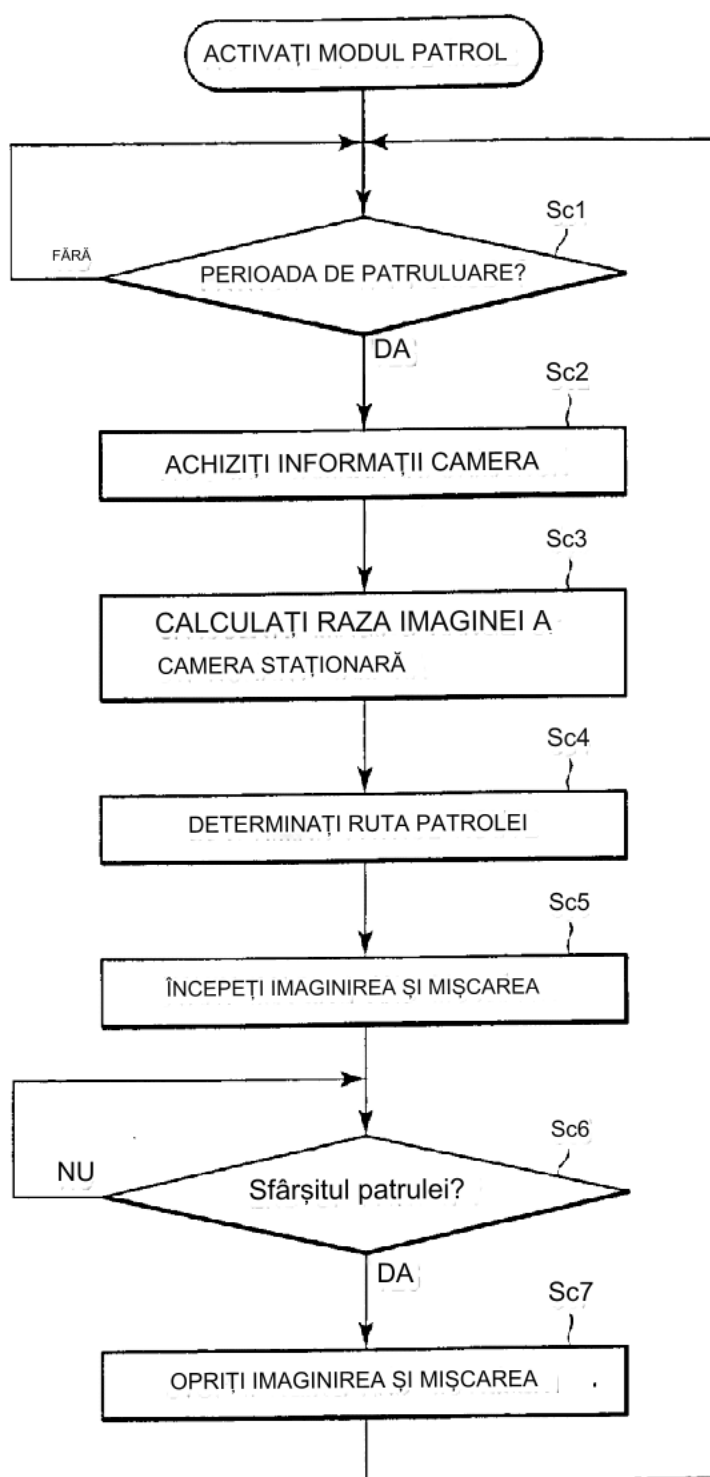 ACTIVAȚI MODUL PATROL
Sc1
FĂRĂ
PERIOADA DE PATRULUARE?
DA
Sc2
ACHIZIȚI INFORMAȚII CAMERA
Sc3
CALCULAȚI RAZA IMAGINEI A
CAMERA STAȚIONARĂ
Sc4
DETERMINAȚI RUTA PATROLEI
Sc5
ÎNCEPEȚI IMAGINIREA ȘI MIȘCAREA
Sc6
NU
Sfârșitul patrulei?
DA
Sc7
OPRIȚI IMAGINIREA ȘI MIȘCAREA